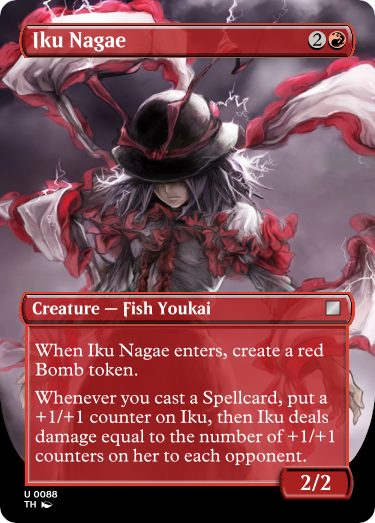 Iku Nagae 2
Creature — Fish Youkai
When Iku Nagae enters, create a red
Bomb token.
Whenever you cast a Spellcard, put a
+1/+1 counter on Iku, then Iku deals
damage equal to the number of +1/+1
counters on her to each opponent.
2/2
U 0088
TH